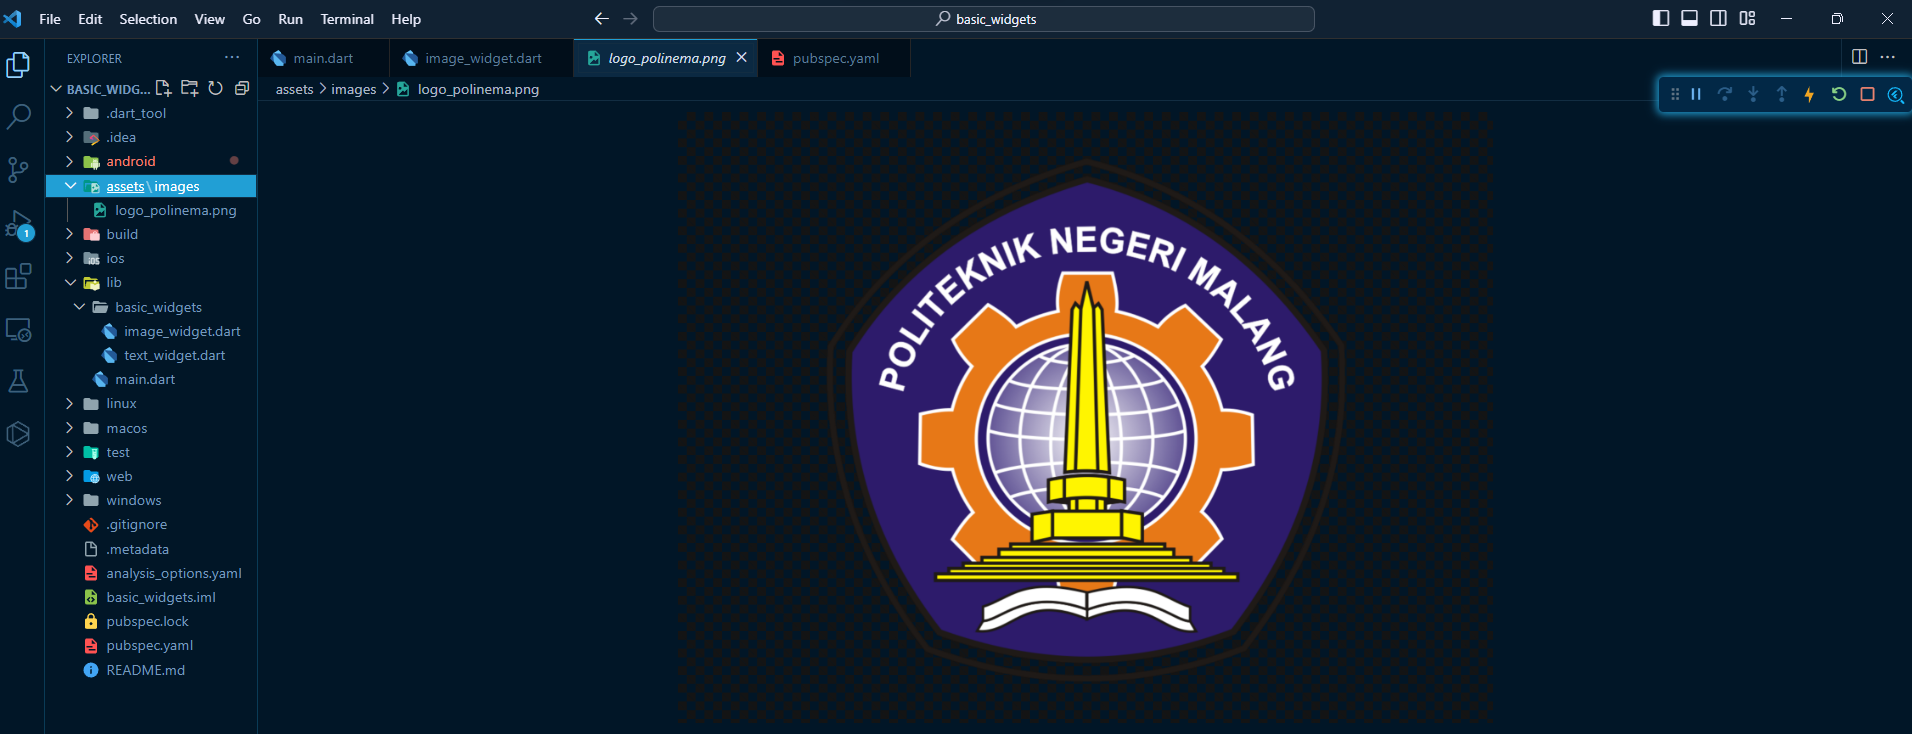 File Edit Selection View Go Run Terminal Help
basic_widgets
EXPLORER
main.dart
image_widget.dart
logo_polinema.png
pubspec.yaml
BASIC_WIDG...
assets > images > logo_polinema.png
.dart_tool
.idea
android
assets \ images
logo_polinema.png
1
build
ios
lib
basic_widgets
image_widget.dart
text_widget.dart
main.dart
linux
macos
test
web
windows
.gitignore
.metadata
analysis_options.yaml
basic_widgets.iml
pubspec.lock
pubspec.yaml
README.md
POLITEKNIK NEGERI MALANG